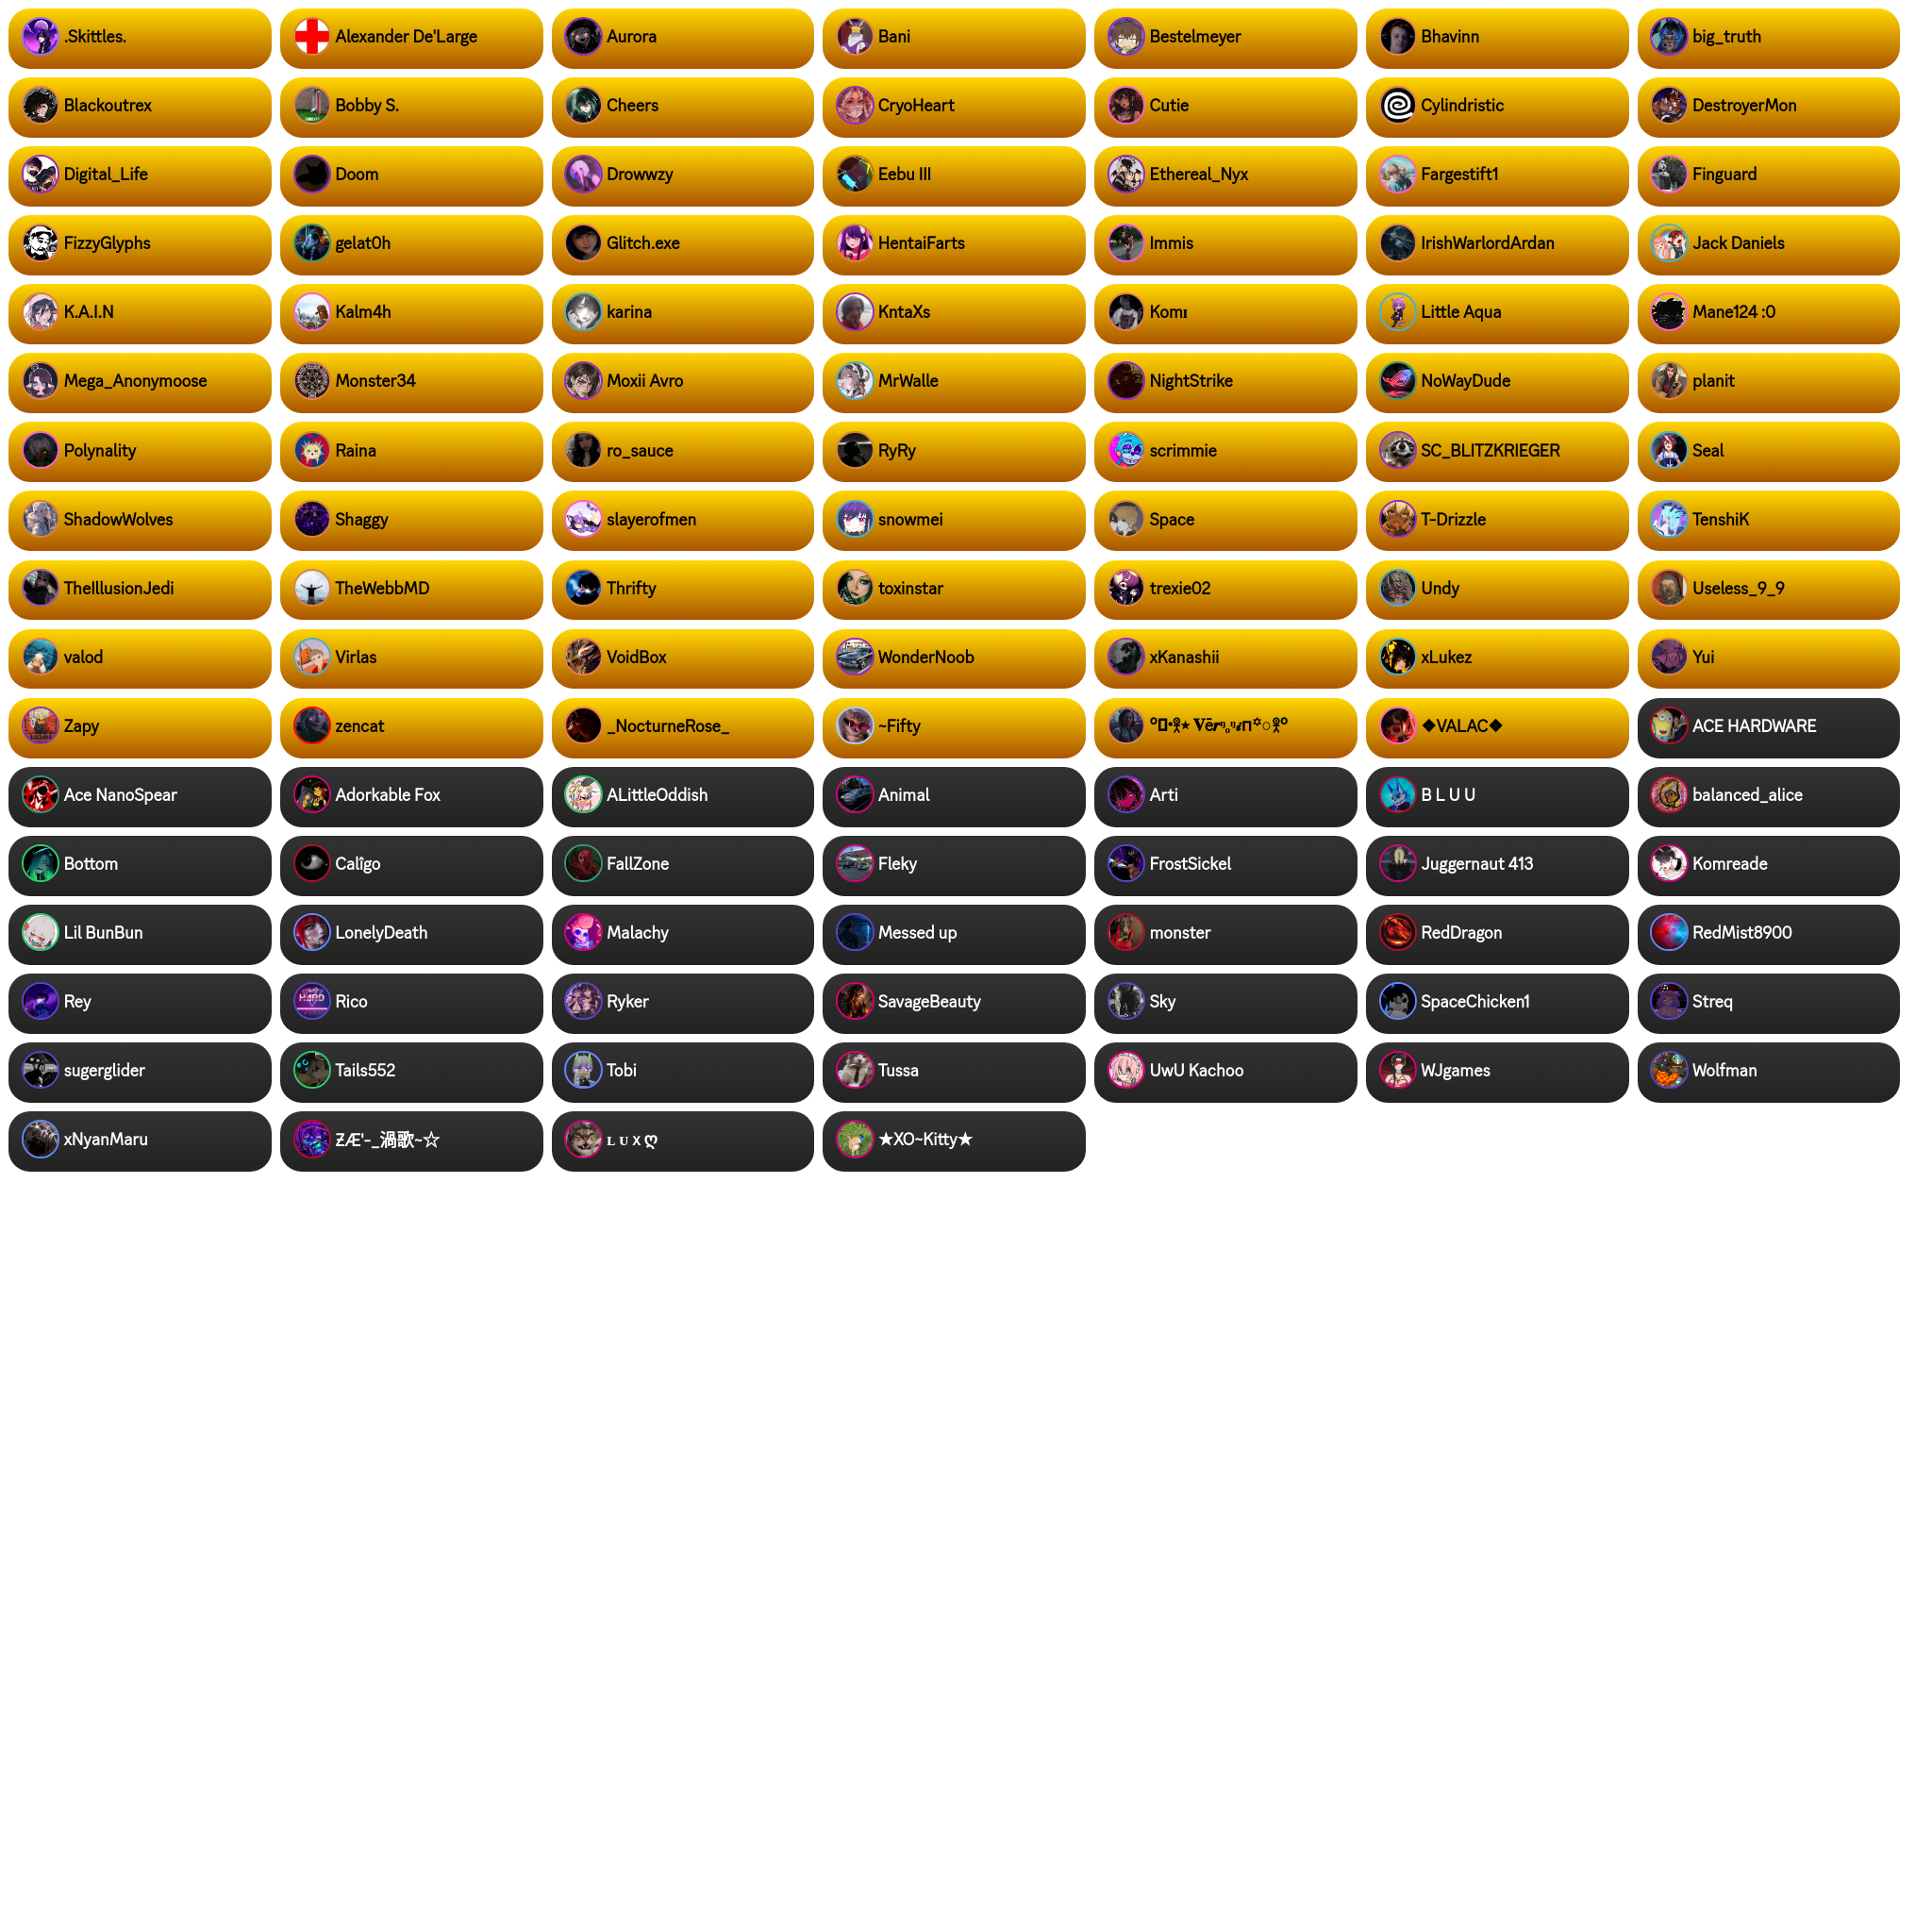 .Skittles.
Alexander De'Large
Aurora
Bani
Bestelmeyer
Bhavinn
big_truth
Blackoutrex
Bobby S.
Cheers
CryoHeart
Cutie
Cylindristic
DestroyerMon
Digital_Life
Doom
Drowwzy
Eebu III
Ethereal_Nyx
Fargestift1
Finguard
FizzyGlyphs
gelat0h
Glitch.exe
HentaiFarts
Immis
IrishWarlordArdan
Jack Daniels
K.A.I.N
Kalm4h
karina
KntaXs
Komɪ
Little Aqua
Mane124 :0
Mega_Anonymoose
Monster34
Moxii Avro
MrWalle
NightStrike
NoWayDude
planit
Polynality
Raina
ro_sauce
RyRy
scrimmie
SC_BLITZKRIEGER
Seal
ShadowWolves
Shaggy
slayerofmen
snowmei
Space
T-Drizzle
TenshiK
TheIllusionJedi
TheWebbMD
Thrifty
toxinstar
trexie02
Undy
Useless_9_9
valod
Virlas
VoidBox
WonderNoob
xKanashii
xLukez
Yui
Zapy
zencat
_NocturneRose_
~Fifty
◆VALAC◆
ACE HARDWARE
Ace NanoSpear
Adorkable Fox
ALittleOddish
Animal
Arti
B L U U
balanced_alice
Bottom
Calîgo
FallZone
Fleky
FrostSickel
Juggernaut 413
Komreade
Lil BunBun
LonelyDeath
Malachy
Messed up
monster
RedDragon
RedMist8900
Rey
Rico
Ryker
SavageBeauty
Sky
SpaceChicken1
Streq
sugerglider
Tails552
Tobi
Tussa
UwU Kachoo
WJgames
Wolfman
xNyanMaru
ƵÆ'-_渦歌~☆
ʟ ᴜ x ღ
★XO~Kitty★